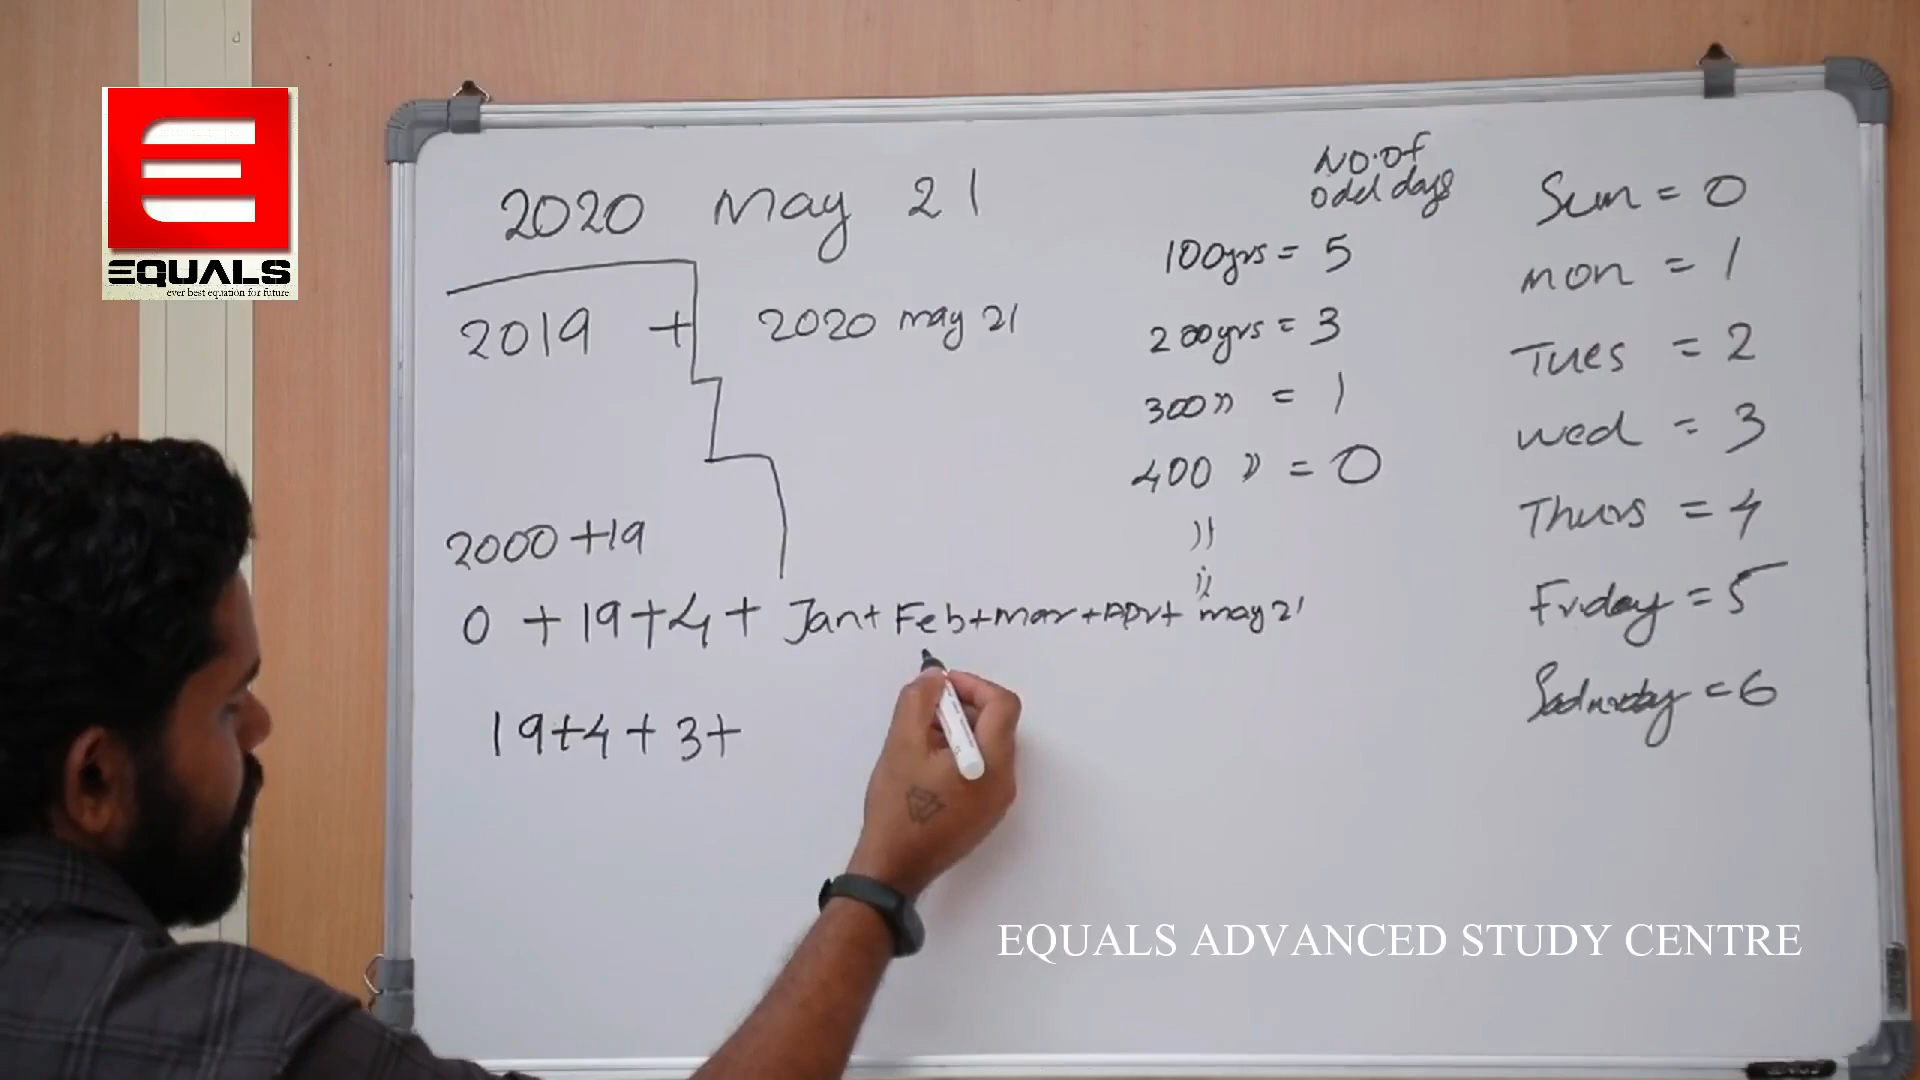 EQUALS
ever best equation for future
2020 May 21
2019 + 2020 may 21
2000 +19
0 + 19+4+ Jan+ Feb+mar+APr+ may 21
19+4+ 3+
NO.of
odd days
100yrs = 5
200yrs = 3
300 " = 1
400 " = 0
"
"
Sun = 0
mon = 1
Tues = 2
wed = 3
Thurs = 4
Friday = 5
Saturday = 6
EQUALS ADVANCED STUDY CENTRE